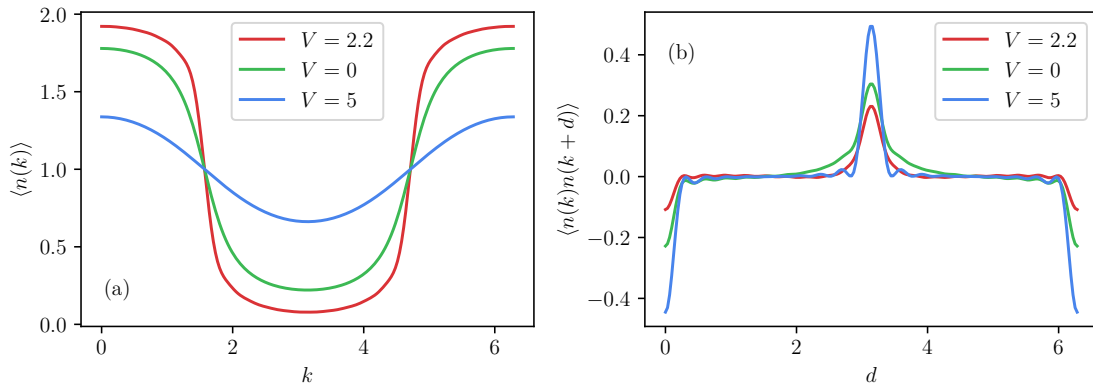 2.0
1.5
1.0
0.5
0.0
⟨n(k)⟩
V = 2.2
V = 0
V = 5
(a)
0 2 4 6
k
0.4
0.2
0.0
−0.2
−0.4
⟨n(k)n(k + d)⟩
(b)
V = 2.2
V = 0
V = 5
0 2 4 6
d